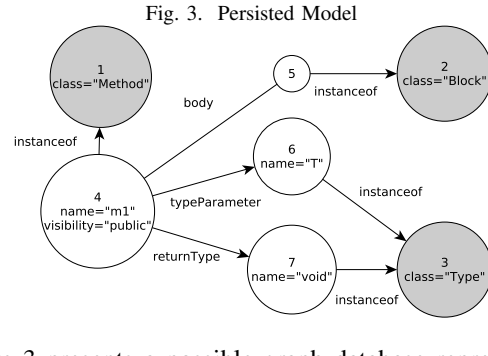 Fig. 3. Persisted Model
1
class="Method"
2
class="Block"
5
body
instanceof
instanceof
6
name="T"
4
name="m1"
visibility="public"
typeParameter
instanceof
returnType
7
name="void"
3
class="Type"
instanceof